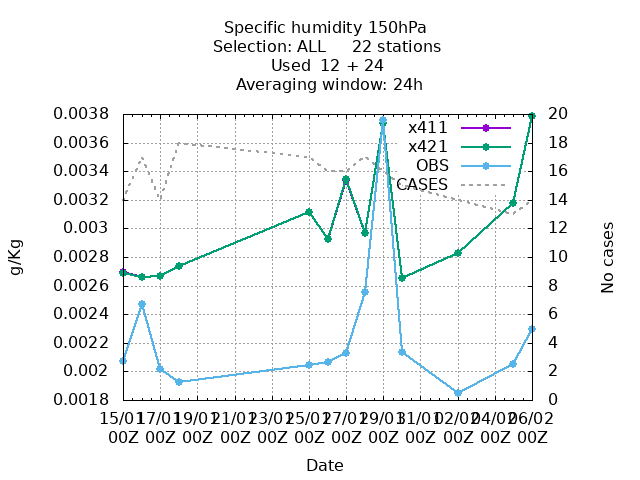 Specific humidity 150hPa
Selection: ALL 22 stations
Used 12 + 24
Averaging window: 24h
0.0038
0.0036
0.0034
0.0032
0.003
0.0028
0.0026
0.0024
0.0022
0.002
0.0018
g/Kg
x411
x421
OBS
CASES
20
18
16
14
12
10
8
6
4
2
0
No cases
15/01 17/01 19/01 21/01 23/01 25/01 27/01 29/01 31/01 02/02 04/02 06/02
00Z 00Z 00Z 00Z 00Z 00Z 00Z 00Z 00Z 00Z 00Z 00Z
Date